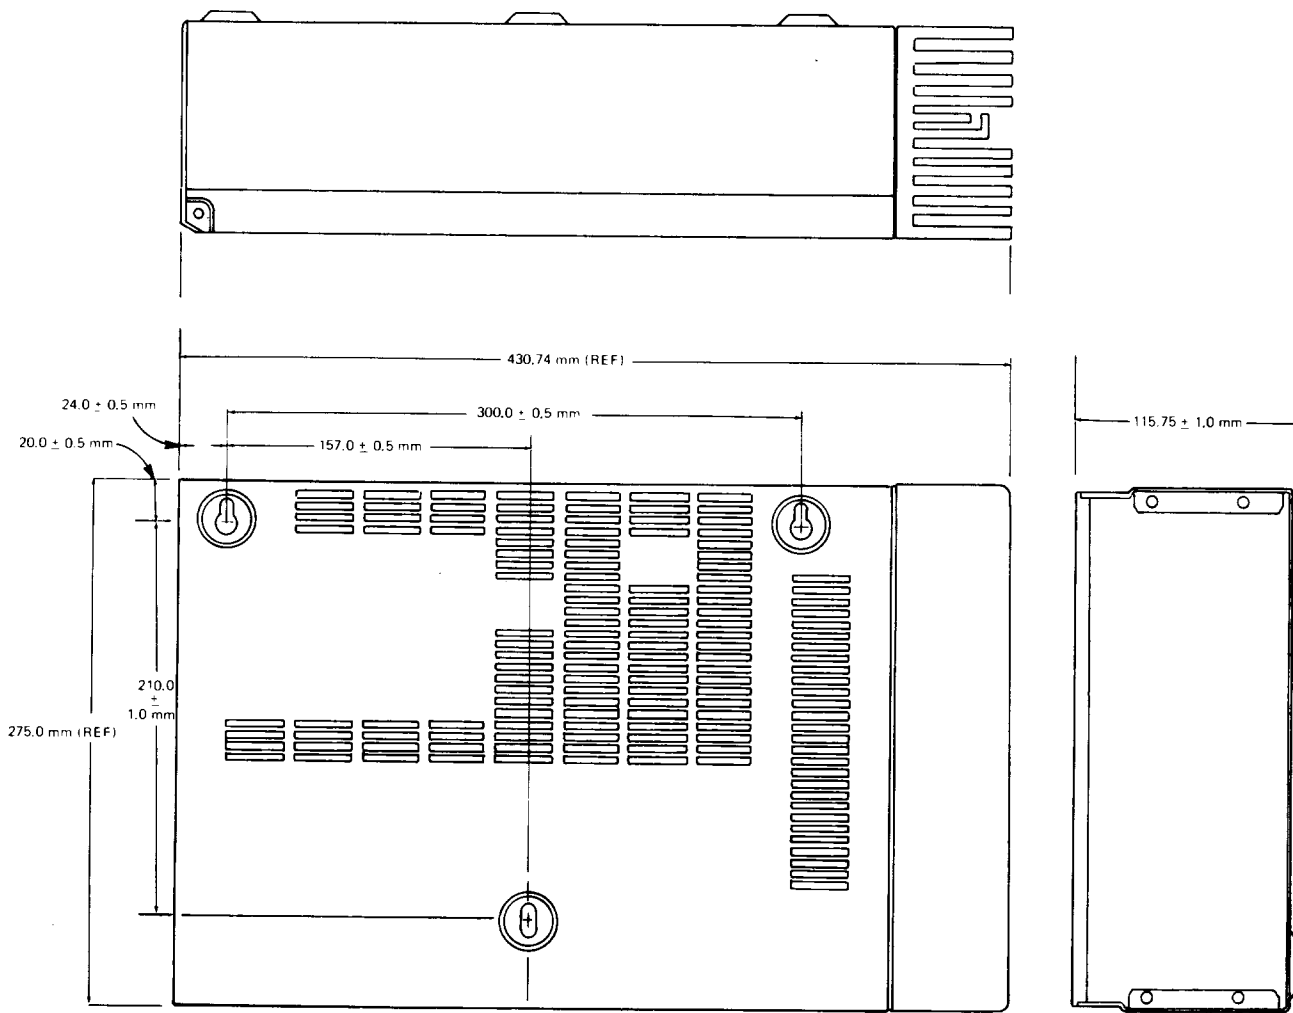 430,74 mm (REF)
24.0 ± 0.5 mm
300.0 ± 0,5 mm
115.75 ± 1,0 mm
20.0 ± 0.5 mm
157.0 ± 0,5 mm
210.0
±
1.0 mm
275.0 mm (REF)